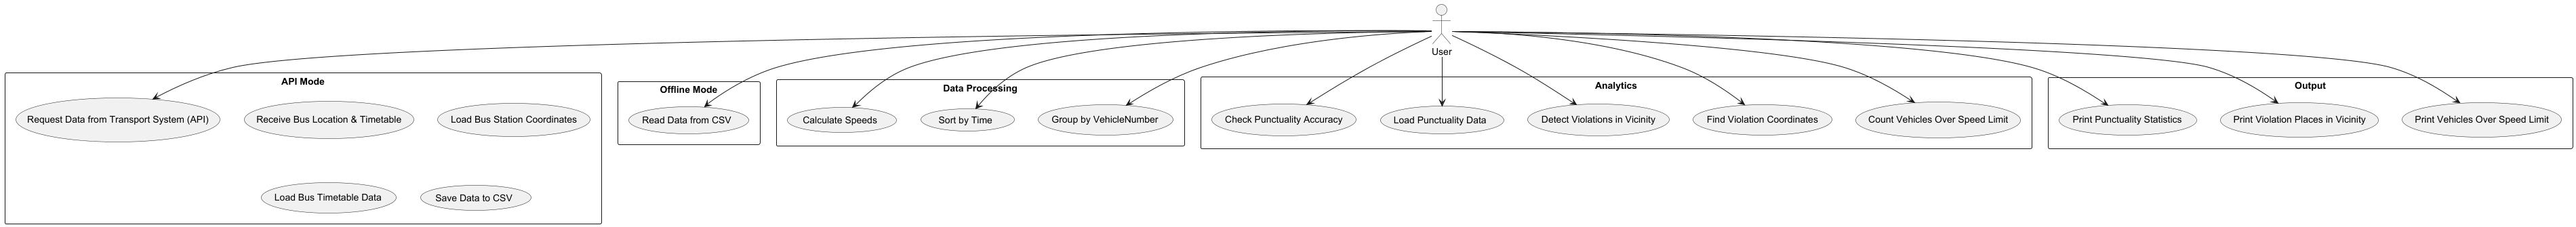 User
API Mode
Request Data from Transport System (API)
Receive Bus Location & Timetable
Load Bus Station Coordinates
Load Bus Timetable Data
Save Data to CSV
Offline Mode
Read Data from CSV
Data Processing
Calculate Speeds
Sort by Time
Group by VehicleNumber
Analytics
Check Punctuality Accuracy
Load Punctuality Data
Detect Violations in Vicinity
Find Violation Coordinates
Count Vehicles Over Speed Limit
Output
Print Punctuality Statistics
Print Violation Places in Vicinity
Print Vehicles Over Speed Limit